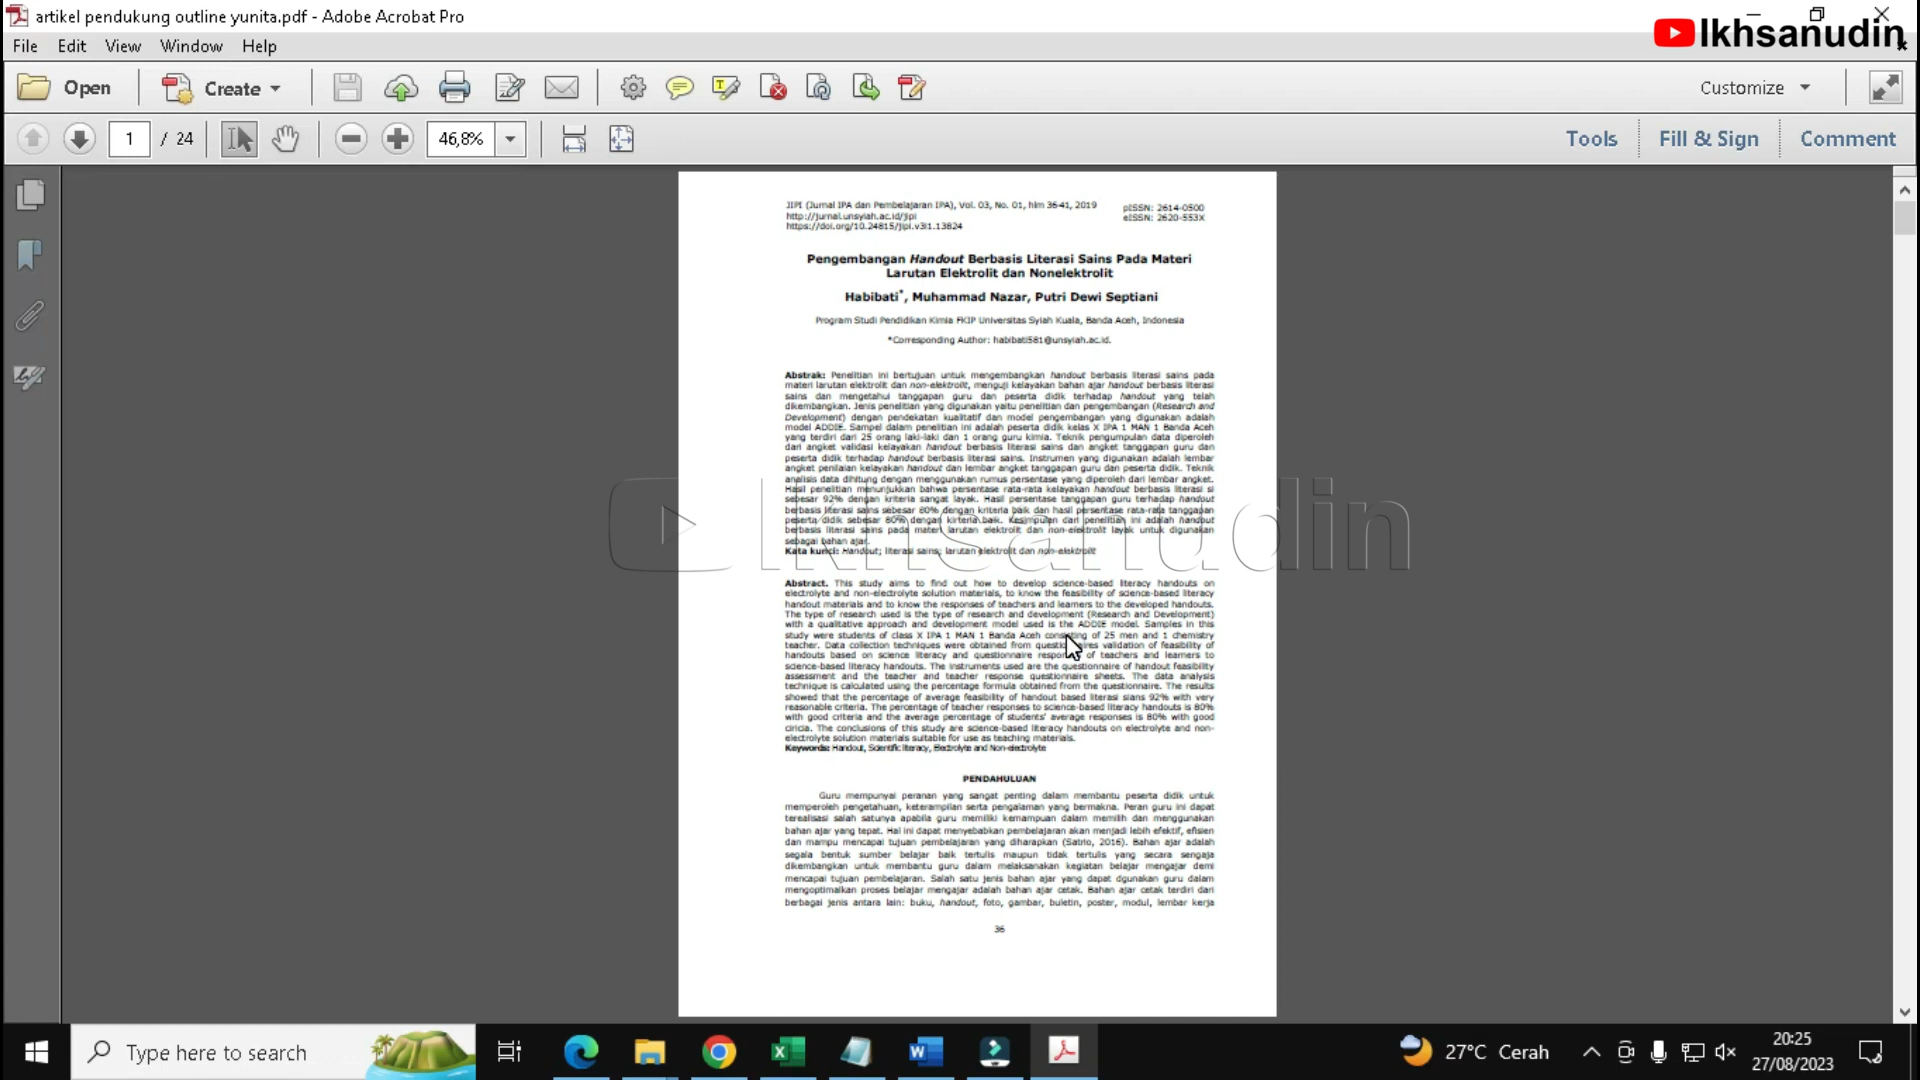 artikel pendukung outline yunita.pdf - Adobe Acrobat Pro
Ikhsanudin
File Edit View Window Help
Open Create Customize
1 / 24 46,8% Tools Fill & Sign Comment
JIPI (Jurnal IPA dan Pembelajaran IPA), Vol. 03, No. 01, hlm 36-41, 2019
pISSN: 2614-0500
http://jurnal.unsyiah.ac.id/jipi
eISSN: 2620-553X
https://doi.org/10.24815/jipi.v3i1.13824
Pengembangan Handout Berbasis Literasi Sains Pada Materi
Larutan Elektrolit dan Nonelektrolit
Habibati*, Muhammad Nazar, Putri Dewi Septiani
Program Studi Pendidikan Kimia FKIP Universitas Syiah Kuala, Banda Aceh, Indonesia
*Corresponding Author: habibati581@unsyiah.ac.id.
Abstrak: Penelitian ini bertujuan untuk mengembangkan handout berbasis literasi sains pada
materi larutan elektrolit dan non-elektrolit, menguji kelayakan bahan ajar handout berbasis literasi
sains dan mengetahui tanggapan guru dan peserta didik terhadap handout yang telah
dikembangkan. Jenis penelitian yang digunakan yaitu penelitian dan pengembangan (Research and
Development) dengan pendekatan kualitatif dan model pengembangan yang digunakan adalah
model ADDIE. Sampel dalam penelitian ini adalah peserta didik kelas X IPA 1 MAN 1 Banda Aceh
yang terdiri dari 25 orang laki-laki dan 1 orang guru kimia. Teknik pengumpulan data diperoleh
dari angket validasi kelayakan handout berbasis literasi sains dan angket tanggapan guru dan
peserta didik terhadap handout berbasis literasi sains. Instrumen yang digunakan adalah lembar
angket penilaian kelayakan handout dan lembar angket tanggapan guru dan peserta didik. Teknik
analisis data dihitung dengan menggunakan rumus persentase yang diperoleh dari lembar angket.
Hasil penelitian menunjukkan bahwa persentase rata-rata kelayakan handout berbasis literasi si
sebesar 92% dengan kriteria sangat layak. Hasil persentase tanggapan guru terhadap handout
berbasis literasi sains sebesar 80% dengan kriteria baik dan hasil persentase rata-rata tanggapan
peserta didik sebesar 80% dengan kirteria baik. Kesimpulan dari penelitian ini adalah handout
berbasis literasi sains pada materi larutan elektrolit dan non-elektrolit layak untuk digunakan
sebagai bahan ajar.
Kata kunci: Handout; literasi sains; larutan elektrolit dan non-elektrolit
Ikhsanudin
Abstract. This study aims to find out how to develop science-based literacy handouts on
electrolyte and non-electrolyte solution materials, to know the feasibility of science-based literacy
handout materials and to know the responses of teachers and learners to the developed handouts.
The type of research used is the type of research and development (Research and Development)
with a qualitative approach and development model used is the ADDIE model. Samples in this
study were students of class X IPA 1 MAN 1 Banda Aceh consisting of 25 men and 1 chemistry
teacher. Data collection techniques were obtained from questionnaires validation of feasibility of
handouts based on science literacy and questionnaire responses of teachers and learners to
science-based literacy handouts. The instruments used are the questionnaire of handout feasibility
assessment and the teacher and teacher response questionnaire sheets. The data analysis
technique is calculated using the percentage formula obtained from the questionnaire. The results
showed that the percentage of average feasibility of handout based literasi sians 92% with very
reasonable criteria. The percentage of teacher responses to science-based literacy handouts is 80%
with good criteria and the average percentage of students' average responses is 80% with good
ciricia. The conclusions of this study are science-based literacy handouts on electrolyte and non-
electrolyte solution materials suitable for use as teaching materials.
Keywords: Handout, Scientific literacy, Electrolyte and Non-electrolyte
PENDAHULUAN
Guru mempunyai peranan yang sangat penting dalam membantu peserta didik untuk
memperoleh pengetahuan, keterampilan serta pengalaman yang bermakna. Peran guru ini dapat
terealisasi salah satunya apabila guru memiliki kemampuan dalam memilih dan menggunakan
bahan ajar yang tepat. Hal ini dapat menyebabkan pembelajaran akan menjadi lebih efektif, efisien
dan mampu mencapai tujuan pembelajaran yang diharapkan (Satrio, 2016). Bahan ajar adalah
segala bentuk sumber belajar baik tertulis maupun tidak tertulis yang secara sengaja
dikembangkan untuk membantu guru dalam melaksanakan kegiatan belajar mengajar demi
mencapai tujuan pembelajaran. Salah satu jenis bahan ajar yang dapat dgunakan guru dalam
mengoptimalkan proses belajar mengajar adalah bahan ajar cetak. Bahan ajar cetak terdiri dari
berbagai jenis antara lain: buku, handout, foto, gambar, buletin, poster, modul, lembar kerja
36
Type here to search
27°C Cerah
20:25
27/08/2023